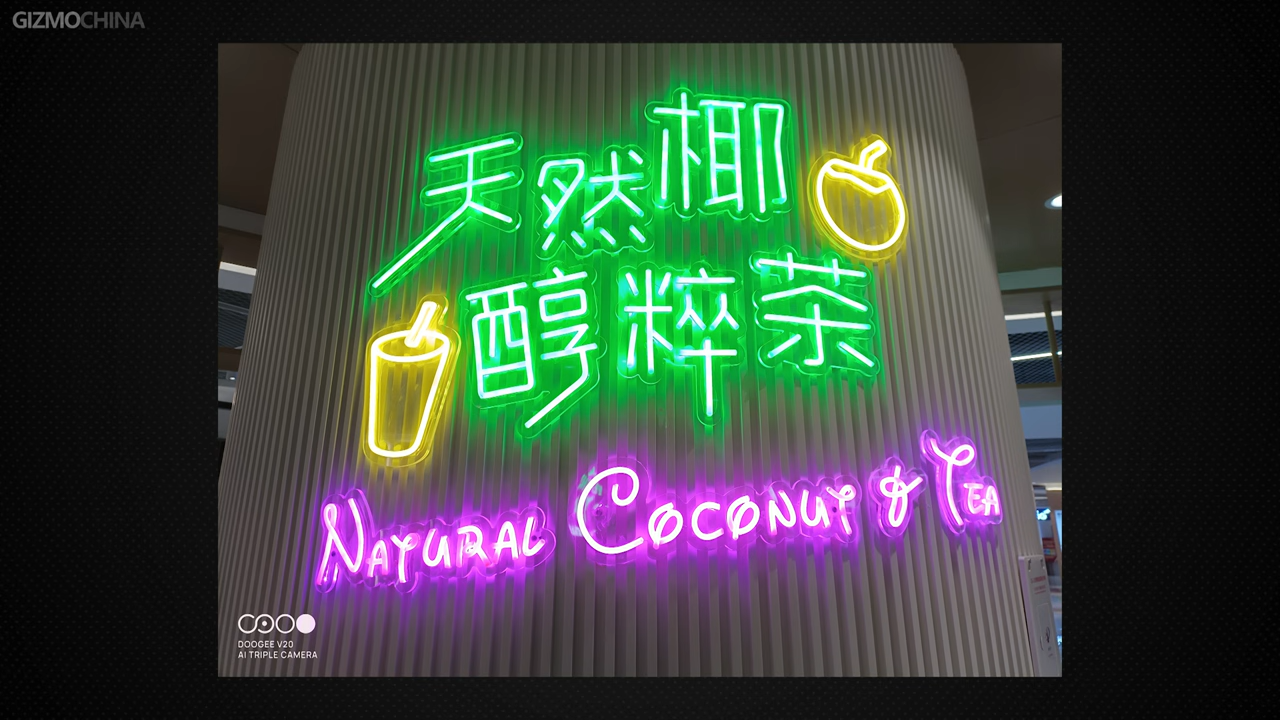 GIZMOCHINA
天然椰
醇粹茶
NATURAL COCONUT & TEA
DOOGEE V20
AI TRIPLE CAMERA